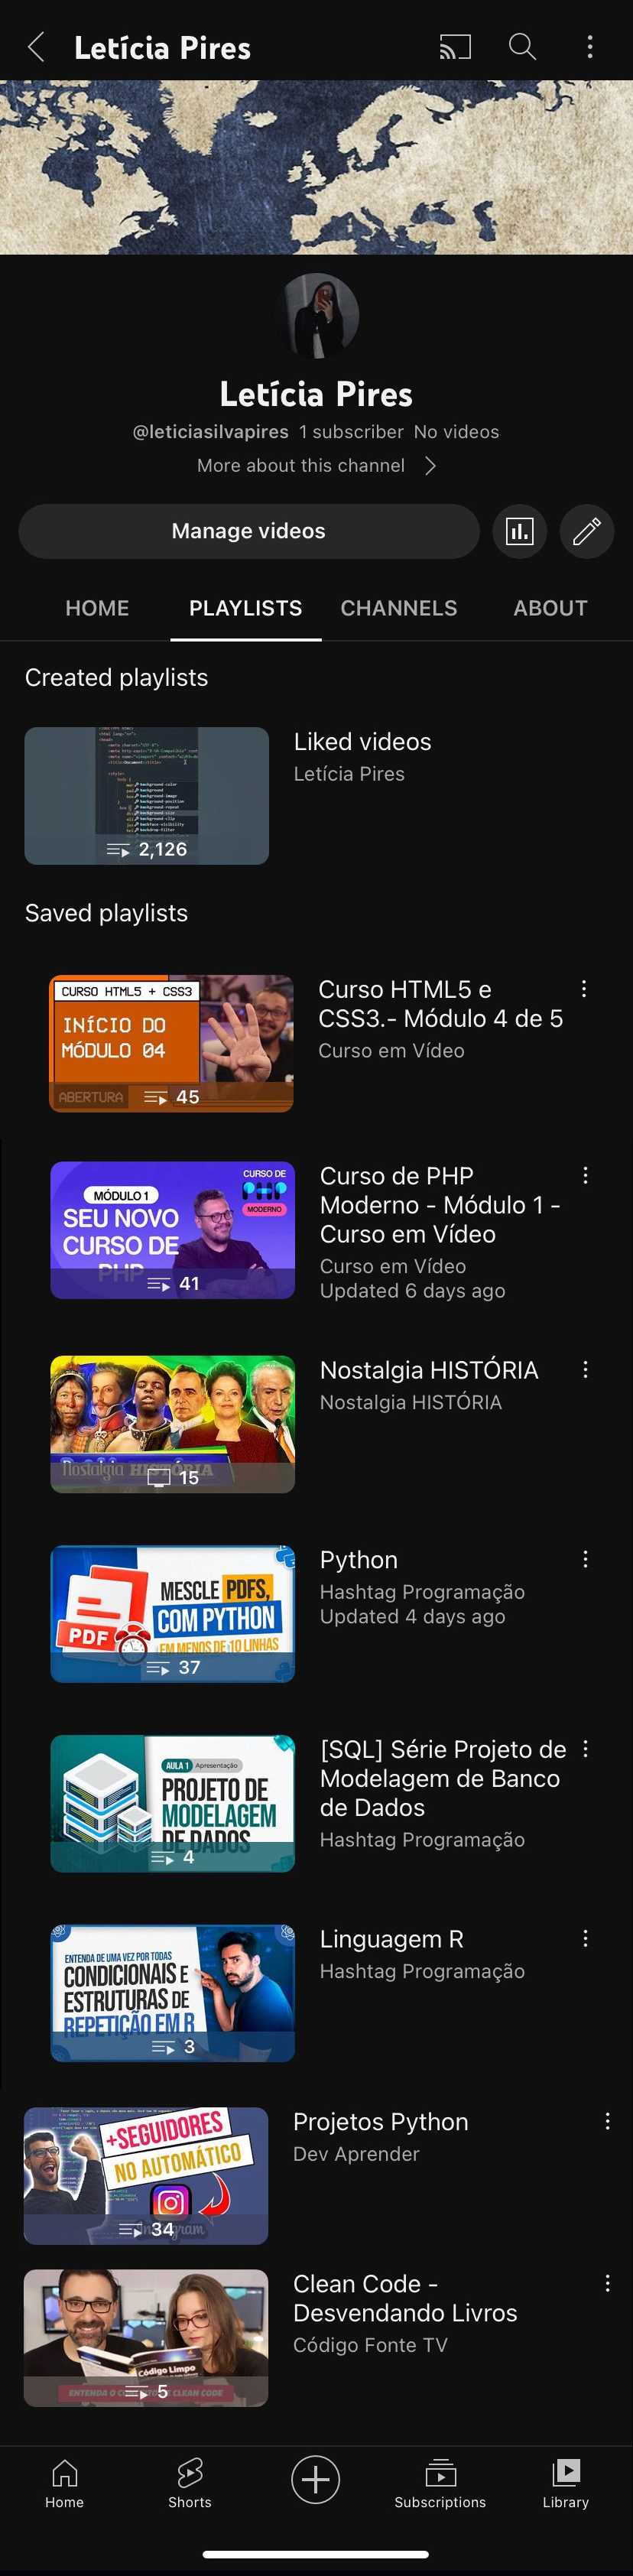 Letícia Pires
Letícia Pires
@leticiasilvapires 1 subscriber No videos
More about this channel
Manage videos
HOME PLAYLISTS CHANNELS ABOUT
Created playlists
2,126
Liked videos
Letícia Pires
Saved playlists
CURSO HTML5 + CSS3
INÍCIO DO
MÓDULO 04
ABERTURA
45
Curso HTML5 e
CSS3.- Módulo 4 de 5
Curso em Vídeo
CURSO DE
PHP
MODERNO
MÓDULO 1
SEU NOVO
CURSO DE
PHP
41
Curso de PHP
Moderno - Módulo 1 -
Curso em Vídeo
Curso em Vídeo
Updated 6 days ago
Nostalgia HISTÓRIA
15
Nostalgia HISTÓRIA
Nostalgia HISTÓRIA
MESCLE PDFS,
COM PYTHON
EM MENOS DE 10 LINHAS
PDF
37
Python
Hashtag Programação
Updated 4 days ago
AULA 1 Apresentação
PROJETO DE
MODELAGEM
DE DADOS
4
[SQL] Série Projeto de
Modelagem de Banco
de Dados
Hashtag Programação
ENTENDA DE UMA VEZ POR TODAS
CONDICIONAIS E
ESTRUTURAS DE
REPETIÇÃO EM R
3
Linguagem R
Hashtag Programação
+SEGUIDORES
NO AUTOMÁTICO
Instagram
34
Projetos Python
Dev Aprender
Código Limpo
5
Clean Code -
Desvendando Livros
Código Fonte TV
Home Shorts Subscriptions Library